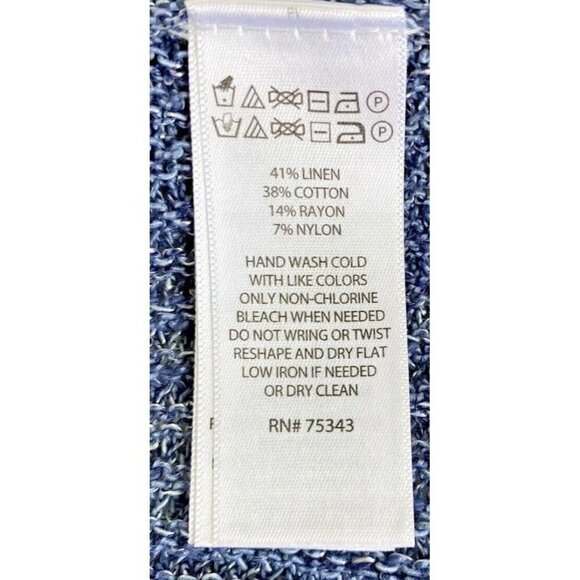 P
P
41% LINEN
38% COTTON
14% RAYON
7% NYLON
HAND WASH COLD
WITH LIKE COLORS
ONLY NON-CHLORINE
BLEACH WHEN NEEDED
DO NOT WRING OR TWIST
RESHAPE AND DRY FLAT
LOW IRON IF NEEDED
OR DRY CLEAN
RN# 75343